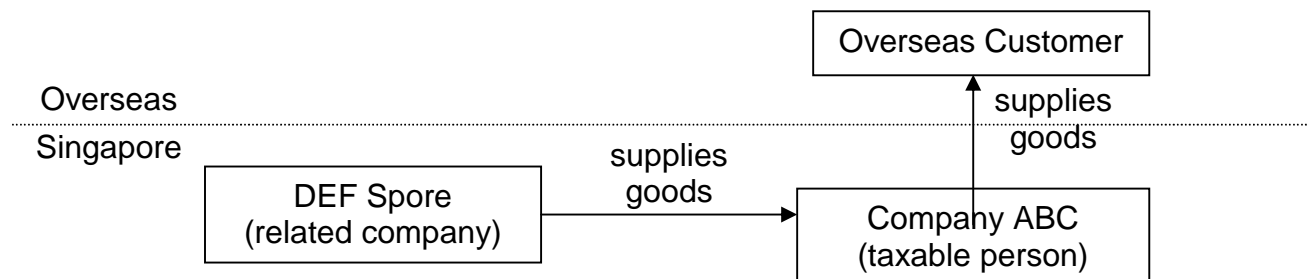 Overseas Customer
Overseas
supplies
goods
Singapore
supplies
goods
DEF Spore
(related company)
Company ABC
(taxable person)